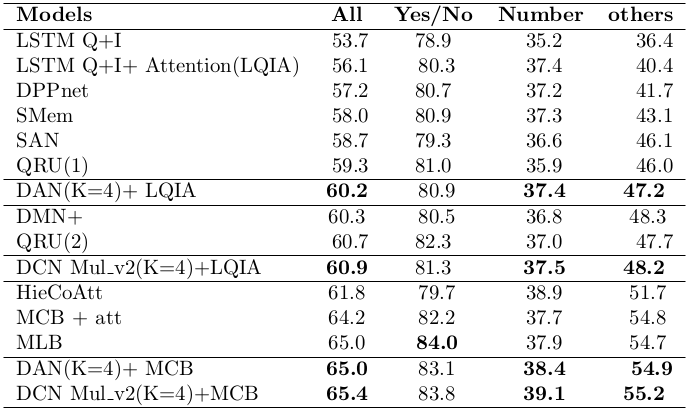 Models All Yes/No Number others
LSTM Q+I 53.7 78.9 35.2 36.4
LSTM Q+I+ Attention(LQIA) 56.1 80.3 37.4 40.4
DPPnet 57.2 80.7 37.2 41.7
SMem 58.0 80.9 37.3 43.1
SAN 58.7 79.3 36.6 46.1
QRU(1) 59.3 81.0 35.9 46.0
DAN(K=4)+ LQIA 60.2 80.9 37.4 47.2
DMN+ 60.3 80.5 36.8 48.3
QRU(2) 60.7 82.3 37.0 47.7
DCN Mul_v2(K=4)+LQIA 60.9 81.3 37.5 48.2
HieCoAtt 61.8 79.7 38.9 51.7
MCB + att 64.2 82.2 37.7 54.8
MLB 65.0 84.0 37.9 54.7
DAN(K=4)+ MCB 65.0 83.1 38.4 54.9
DCN Mul_v2(K=4)+MCB 65.4 83.8 39.1 55.2